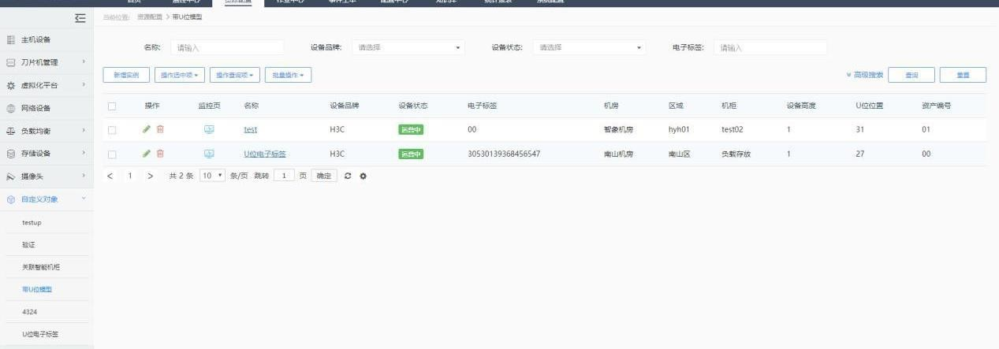 当前位置: 资源配置 > 带U位模型
主机设备
刀片机管理
虚拟化平台
网络设备
负载均衡
存储设备
摄像头
自定义对象
testup
验证
关联智能机柜
带U位模型
4324
U位电子标签
名称: 请输入 设备品牌: 请选择 设备状态: 请选择 电子标签: 请输入
新增实例 操作选中项 操作查询项 批量操作 高级搜索 查询 重置
操作 监控页 名称 设备品牌 设备状态 电子标签 机房 区域 机柜 设备高度 U位位置 资产编号
test H3C 运营中 00 智象机房 hyh01 test02 1 31 01
U位电子标签 H3C 运营中 30530139368456547 南山机房 南山区 负载存放 1 27 00
< 1 > 共 2 条 10 条/页 跳转 1 页 确定